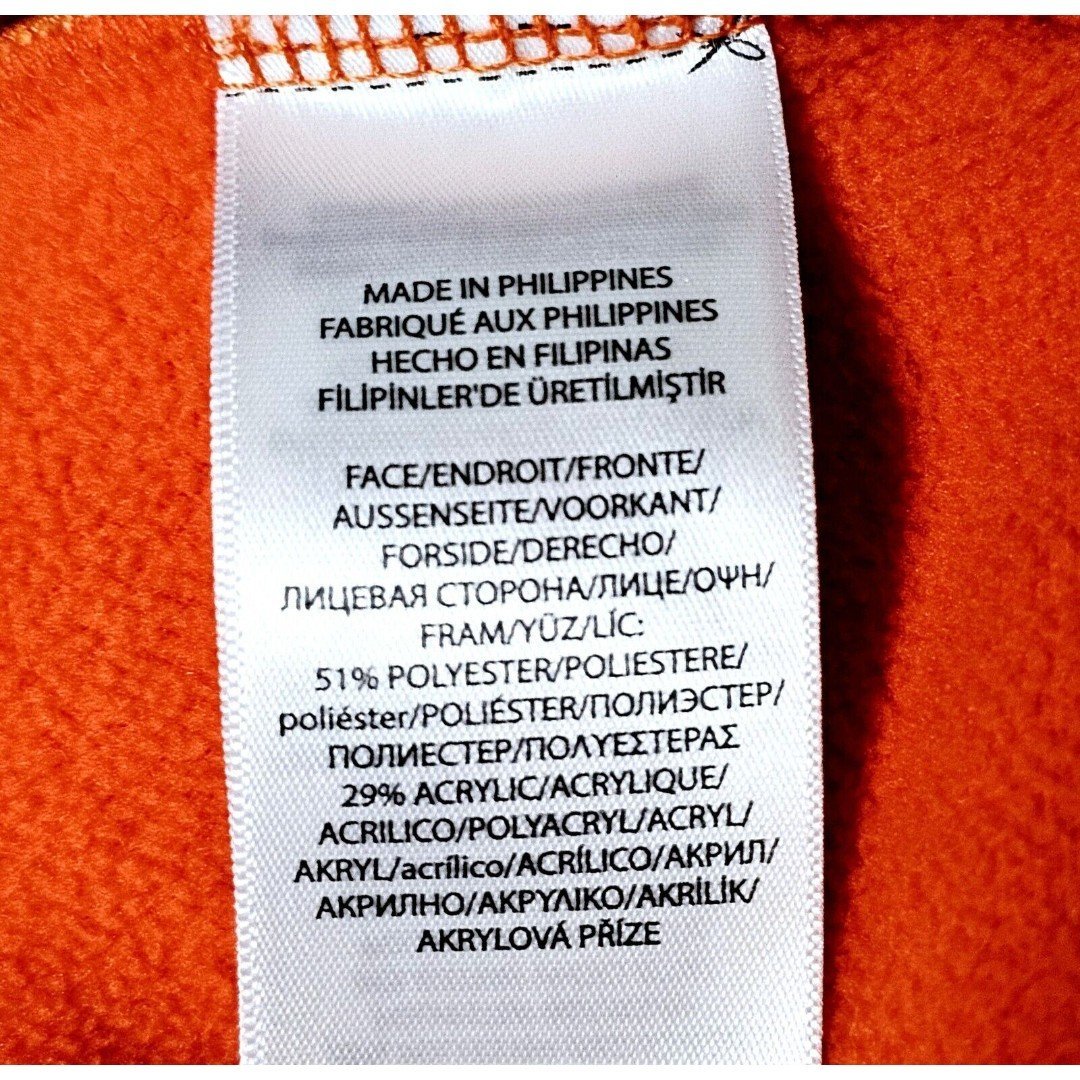 MADE IN PHILIPPINES
FABRIQUÉ AUX PHILIPPINES
HECHO EN FILIPINAS
FİLİPİNLER'DE ÜRETİLMİŞTİR
FACE/ENDROIT/FRONTE/
AUSSENSEITE/VOORKANT/
FORSIDE/DERECHO/
ЛИЦЕВАЯ СТОРОНА/ЛИЦЕ/ΟΨΗ/
FRAM/YÜZ/LÍC:
51% POLYESTER/POLIESTERE/
poliéster/POLIÉSTER/ПОЛИЭСТЕР/
ПОЛИЕСТЕР/ΠΟΛΥΕΣΤΕΡΑΣ
29% ACRYLIC/ACRYLIQUE/
ACRILICO/POLYACRYL/ACRYL/
AKRYL/acrílico/ACRÍLICO/АКРИЛ/
АКРИЛНО/ΑΚΡΥΛΙΚΟ/AKRİLİK/
AKRYLOVÁ PŘÍZE